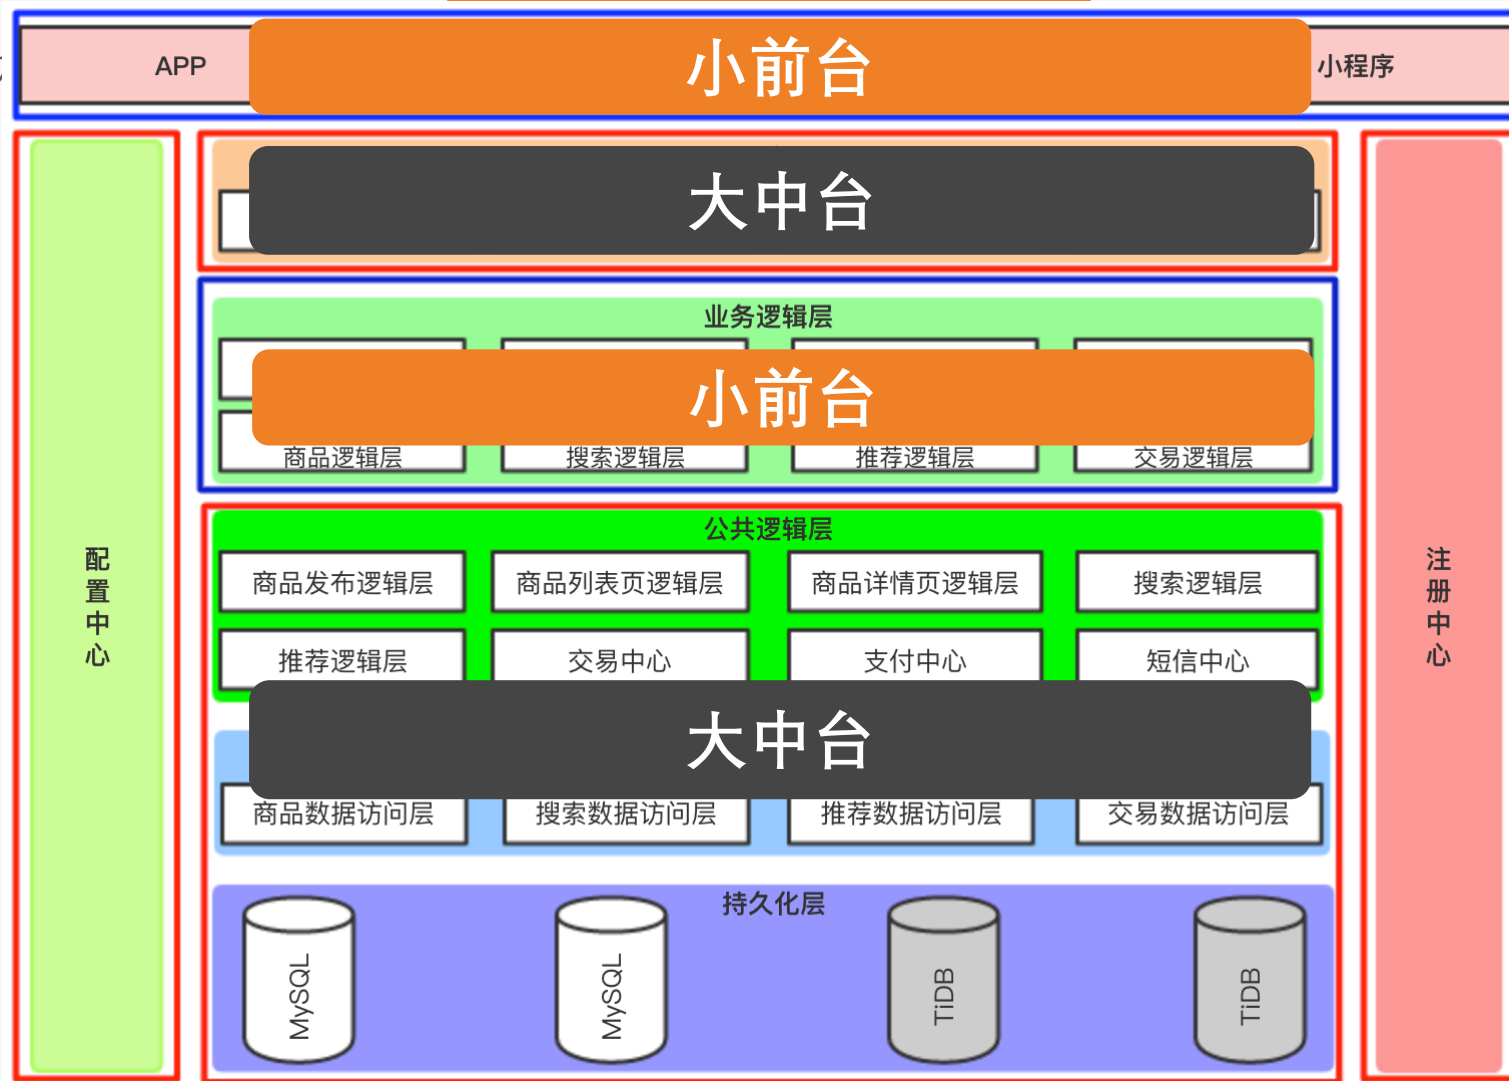 APP
小前台
小程序
大中台
业务逻辑层
小前台
商品逻辑层
搜索逻辑层
推荐逻辑层
交易逻辑层
公共逻辑层
商品发布逻辑层
商品列表页逻辑层
商品详情页逻辑层
搜索逻辑层
推荐逻辑层
交易中心
支付中心
短信中心
配置中心
注册中心
大中台
商品数据访问层
搜索数据访问层
推荐数据访问层
交易数据访问层
持久化层
MySQL
MySQL
TiDB
TiDB